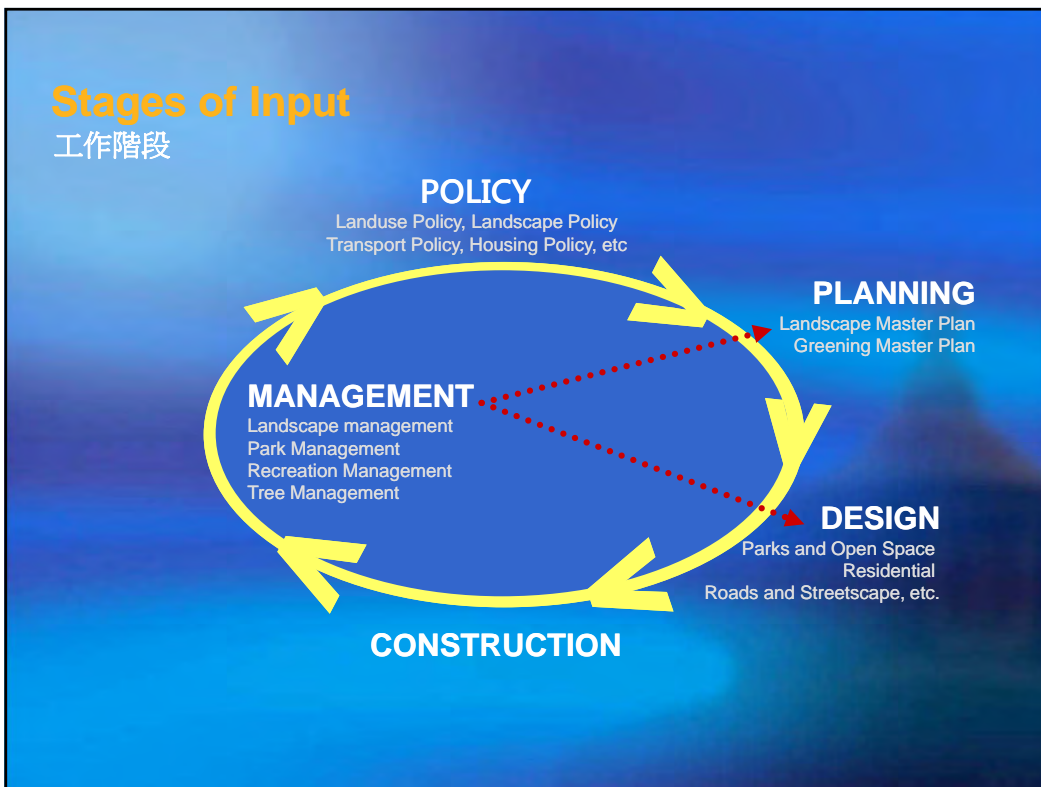 Stages of Input
工作階段
POLICY
Landuse Policy, Landscape Policy
Transport Policy, Housing Policy, etc
PLANNING
Landscape Master Plan
Greening Master Plan
MANAGEMENT
Landscape management
Park Management
Recreation Management
Tree Management
DESIGN
Parks and Open Space
Residential
Roads and Streetscape, etc.
CONSTRUCTION